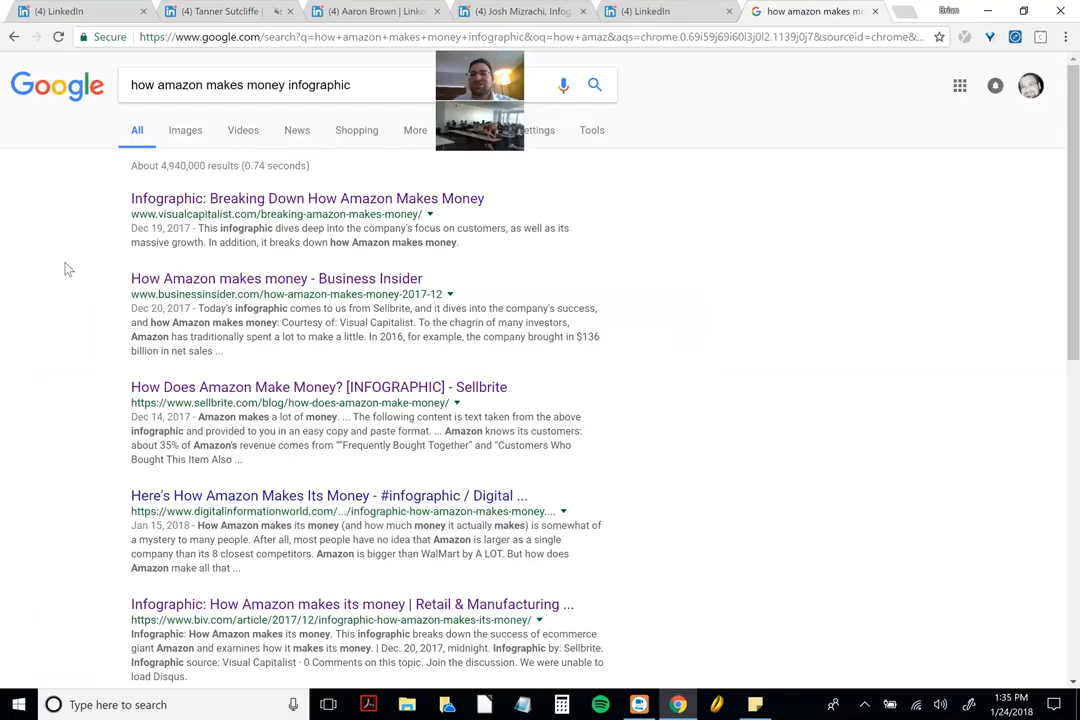 (4) LinkedIn
(4) Tanner Sutcliffe |
(4) Aaron Brown | Linke
(4) Josh Mizrachi, Infog
(4) LinkedIn
how amazon makes mo
Brian
Secure
https://www.google.com/search?q=how+amazon+makes+money+infographic&oq=how+amaz&aqs=chrome.0.69i59j69i60l3j0l2.1139j0j7&sourceid=chrome&...
Google
how amazon makes money infographic
All
Images
Videos
News
Shopping
More
ettings
Tools
About 4,940,000 results (0.74 seconds)
Infographic: Breaking Down How Amazon Makes Money
www.visualcapitalist.com/breaking-amazon-makes-money/
Dec 19, 2017 - This infographic dives deep into the company's focus on customers, as well as its
massive growth. In addition, it breaks down how Amazon makes money.
How Amazon makes money - Business Insider
www.businessinsider.com/how-amazon-makes-money-2017-12
Dec 20, 2017 - Today's infographic comes to us from Sellbrite, and it dives into the company's success,
and how Amazon makes money: Courtesy of: Visual Capitalist. To the chagrin of many investors,
Amazon has traditionally spent a lot to make a little. In 2016, for example, the company brought in $136
billion in net sales ...
How Does Amazon Make Money? [INFOGRAPHIC] - Sellbrite
https://www.sellbrite.com/blog/how-does-amazon-make-money/
Dec 14, 2017 - Amazon makes a lot of money. ... The following content is text taken from the above
infographic and provided to you in an easy copy and paste format. ... Amazon knows its customers:
about 35% of Amazon's revenue comes from ""Frequently Bought Together" and "Customers Who
Bought This Item Also ...
Here's How Amazon Makes Its Money - #infographic / Digital ...
https://www.digitalinformationworld.com/.../infographic-how-amazon-makes-money....
Jan 15, 2018 - How Amazon makes its money (and how much money it actually makes) is somewhat of
a mystery to many people. After all, most people have no idea that Amazon is larger as a single
company than its 8 closest competitors. Amazon is bigger than WalMart by A LOT. But how does
Amazon make all that ...
Infographic: How Amazon makes its money | Retail & Manufacturing ...
https://www.biv.com/article/2017/12/infographic-how-amazon-makes-its-money/
Infographic: How Amazon makes its money. This infographic breaks down the success of ecommerce
giant Amazon and examines how it makes its money. | Dec. 20, 2017, midnight. Infographic by: Sellbrite.
Infographic source: Visual Capitalist · 0 Comments on this topic. Join the discussion. We were unable to
load Disqus.
Type here to search
1:35 PM
1/24/2018